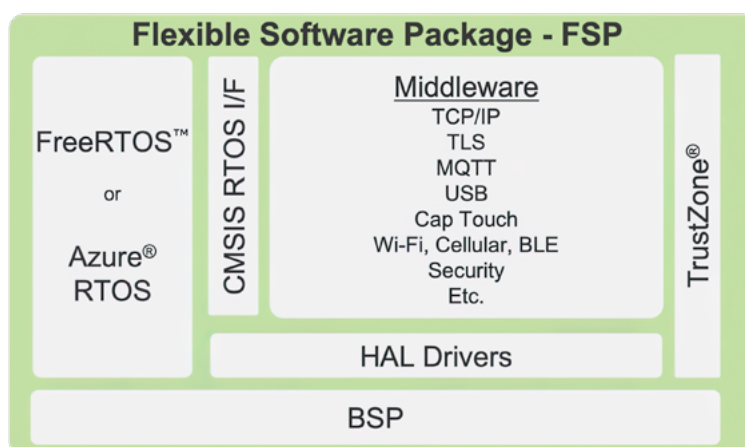 Flexible Software Package - FSP
FreeRTOS™
or
Azure®
RTOS
CMSIS RTOS I/F
Middleware
TCP/IP
TLS
MQTT
USB
Cap Touch
Wi-Fi, Cellular, BLE
Security
Etc.
TrustZone®
HAL Drivers
BSP